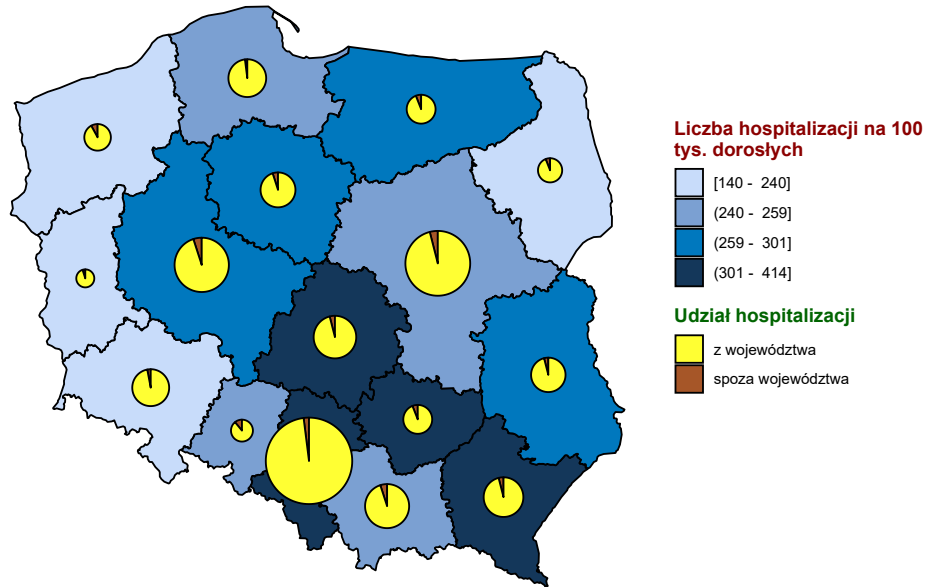 Liczba hospitalizacji na 100
tys. dorosłych
[140 - 240]
(240 - 259]
(259 - 301]
(301 - 414]
Udział hospitalizacji
z województwa
spoza województwa